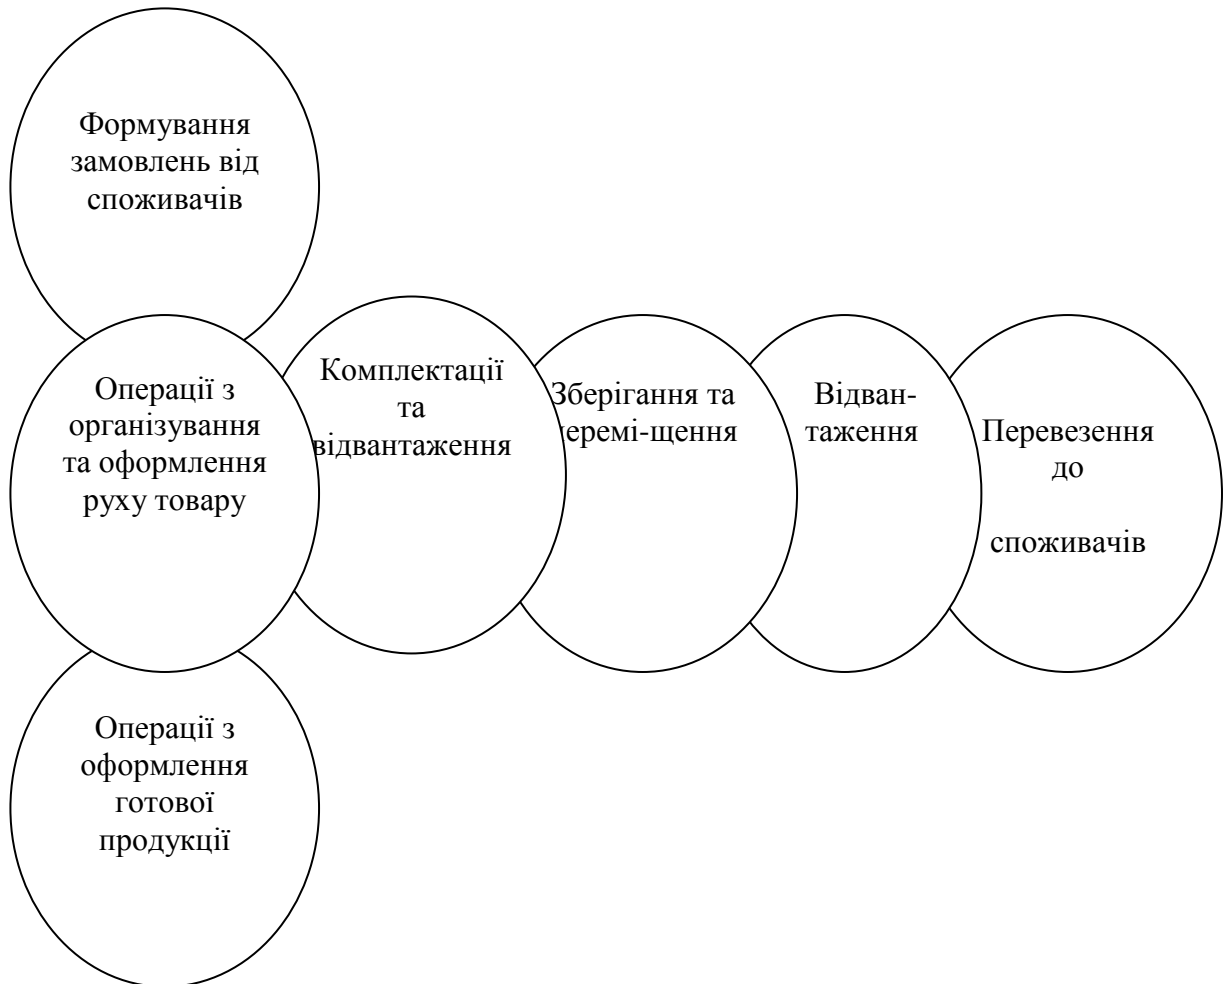 Формування
замовлень від
споживачів
Операції з
організування
та оформлення
руху товару
Комплектації
та
відвантаження
Зберігання та
еремі-щення
Відван-
таження
Перевезення
до
споживачів
Операції з
оформлення
готової
продукції